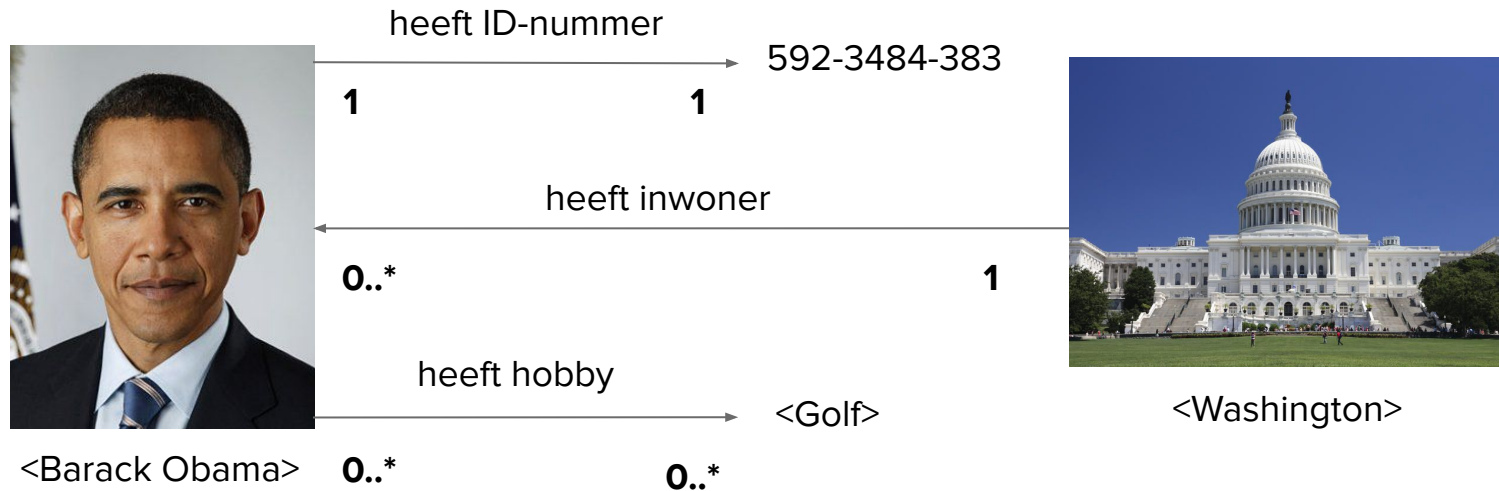 heeft ID-nummer
592-3484-383
1 1
heeft inwoner
0..* 1
heeft hobby
<Golf>
<Washington>
<Barack Obama>
0..* 0..*